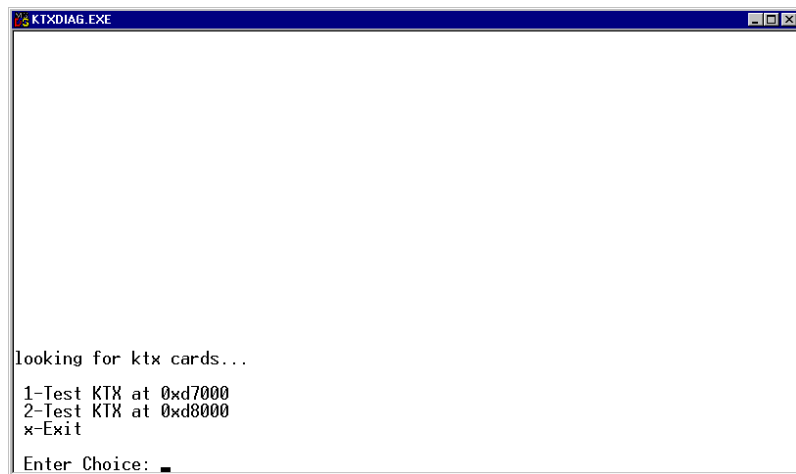 KTXDIAG.EXE
looking for ktx cards...
1-Test KTX at 0xd7000
2-Test KTX at 0xd8000
x-Exit
Enter Choice: